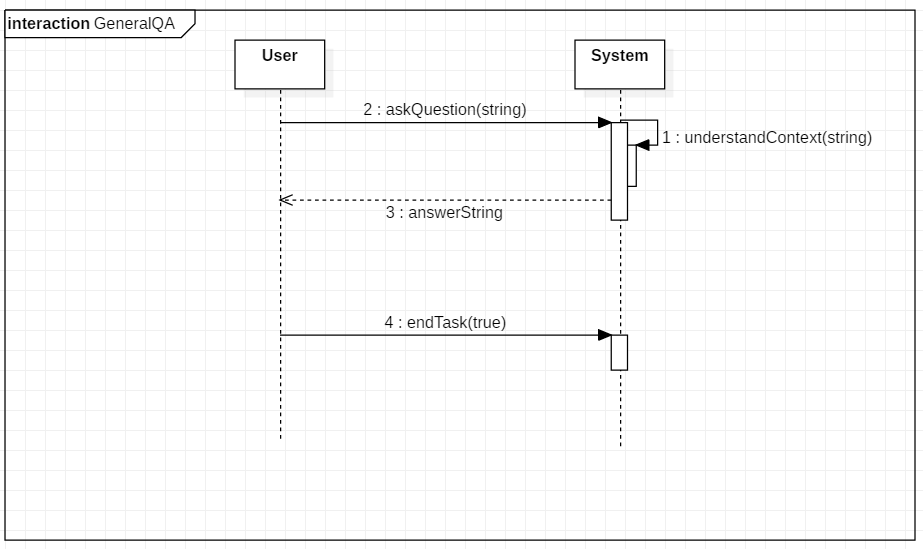 interaction GeneralQA
User
System
2 : askQuestion(string)
1 : understandContext(string)
3 : answerString
4 : endTask(true)